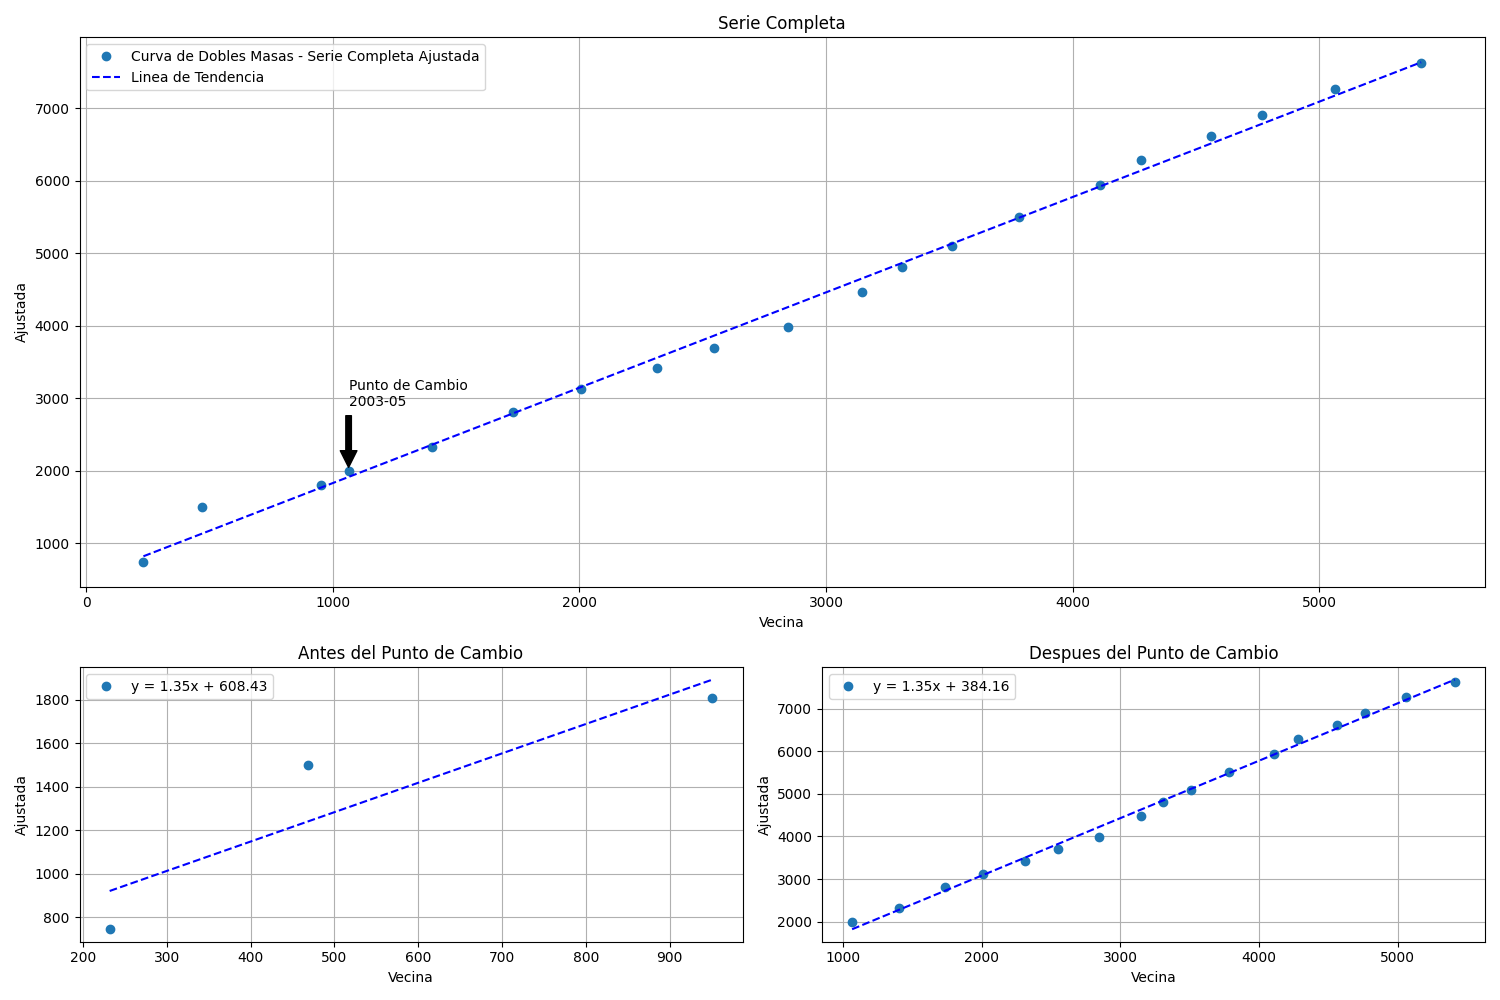 Serie Completa
Curva de Dobles Masas - Serie Completa Ajustada
Linea de Tendencia
7000
6000
5000
4000
3000
2000
1000
Ajustada
Punto de Cambio
2003-05
0 1000 2000 3000 4000 5000
Vecina
Antes del Punto de Cambio
y = 1.35x + 608.43
1800
1600
1400
1200
1000
800
Ajustada
200 300 400 500 600 700 800 900
Vecina
Despues del Punto de Cambio
y = 1.35x + 384.16
7000
6000
5000
4000
3000
2000
Ajustada
1000 2000 3000 4000 5000
Vecina